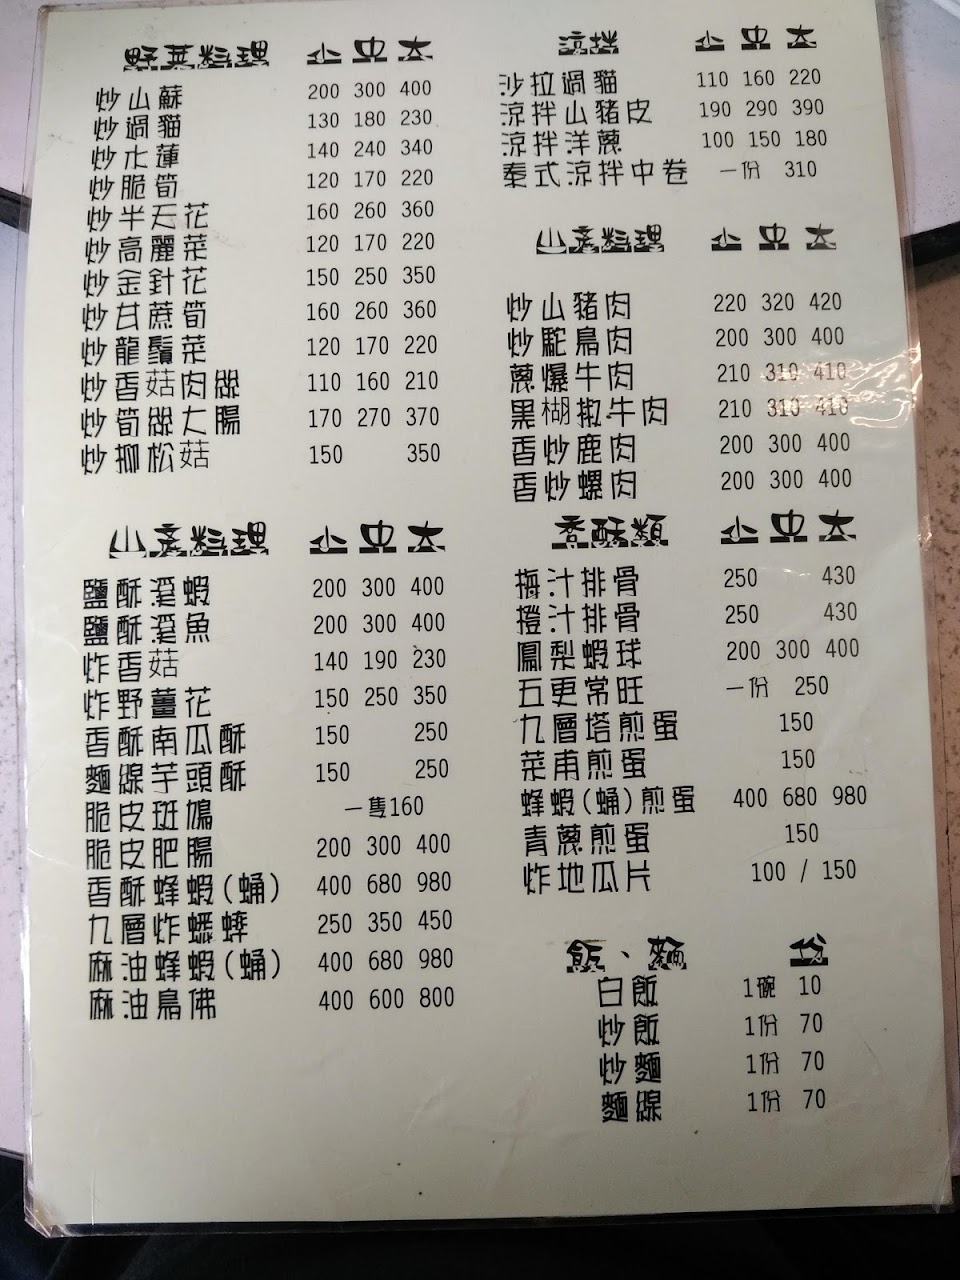 野菜料理 小 中 大
炒山蘇 200 300 400
炒過貓 130 180 230
炒水蓮 140 240 340
炒脆筍 120 170 220
炒半天花 160 260 360
炒高麗菜 120 170 220
炒金針花 150 250 350
炒甘蔗筍 160 260 360
炒龍鬚菜 120 170 220
炒香菇肉絲 110 160 210
炒筍絲大腸 170 270 370
炒柳松菇 150 350
山產料理 小 中 大
鹽酥溪蝦 200 300 400
鹽酥溪魚 200 300 400
炸香菇 140 190 230
炸野薑花 150 250 350
香酥南瓜酥 150 250
麵線芋頭酥 150 250
脆皮斑鳩 一隻160
脆皮肥腸 200 300 400
香酥蜂蝦(蛹) 400 680 980
九層炸蟋蟀 250 350 450
麻油蜂蝦(蛹) 400 680 980
麻油鳥佛 400 600 800
涼拌 小 中 大
沙拉過貓 110 160 220
涼拌山豬皮 190 290 390
涼拌洋蔥 100 150 180
泰式涼拌中卷 一份 310
山產料理 小 中 大
炒山豬肉 220 320 420
炒駝鳥肉 200 300 400
蔥爆牛肉 210 310 410
黑椒牛肉 210 310 410
香炒鹿肉 200 300 400
香炒螺肉 200 300 400
香酥類 小 中 大
梅汁排骨 250 430
橙汁排骨 250 430
鳳梨蝦球 200 300 400
五更常旺 一份 250
九層塔煎蛋 150
菜甫煎蛋 150
蜂蝦(蛹)煎蛋 400 680 980
青蔥煎蛋 150
炸地瓜片 100 / 150
飯、麵 份
白飯 1碗 10
炒飯 1份 70
炒麵 1份 70
麵線 1份 70